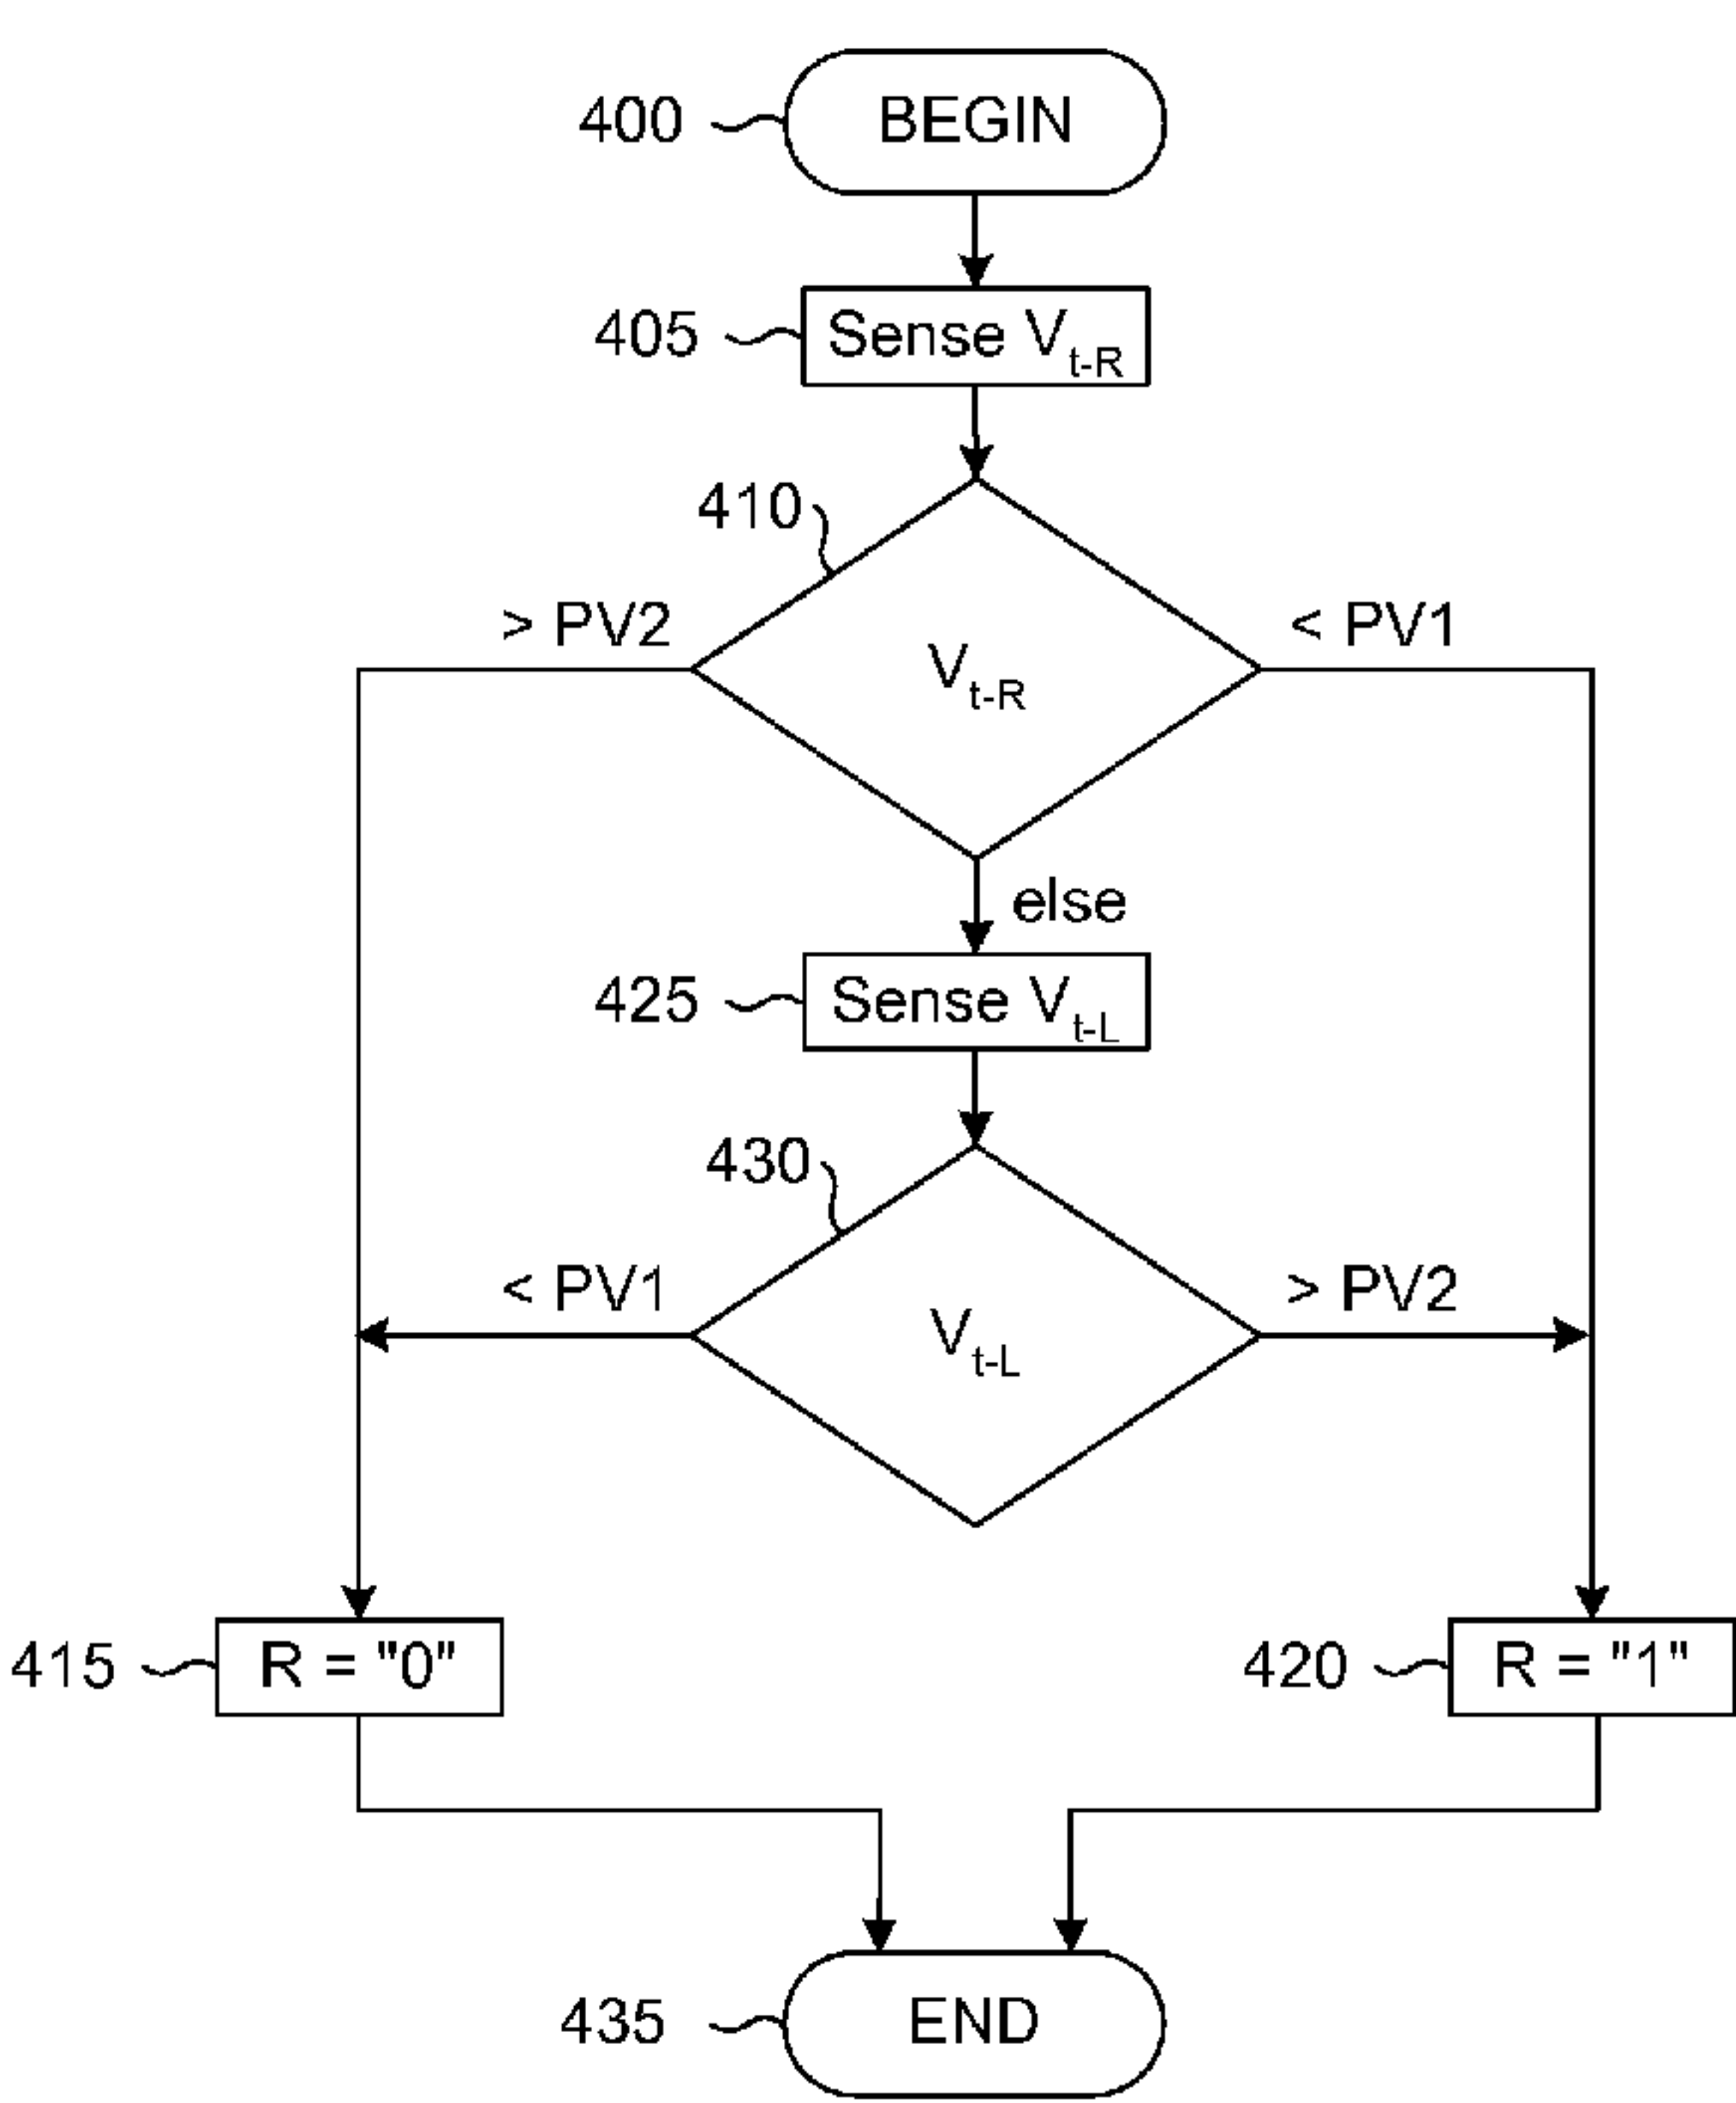 400 BEGIN
405 Sense Vt-R
410
> PV2
< PV1
Vt-R
else
425 Sense Vt-L
430
< PV1
> PV2
Vt-L
415 R = "0"
420 R = "1"
435 END